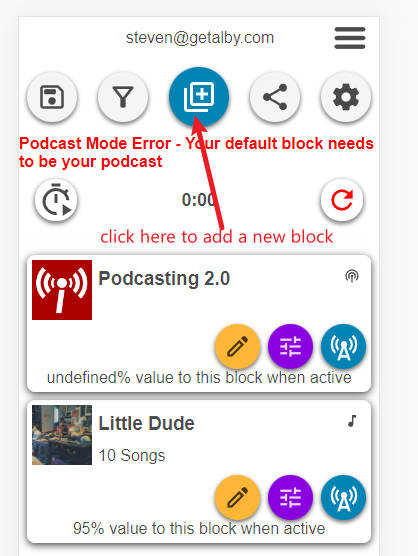 steven@getalby.com
Podcast Mode Error - Your default block needs
to be your podcast
0:00
click here to add a new block
Podcasting 2.0
undefined% value to this block when active
Little Dude
10 Songs
95% value to this block when active